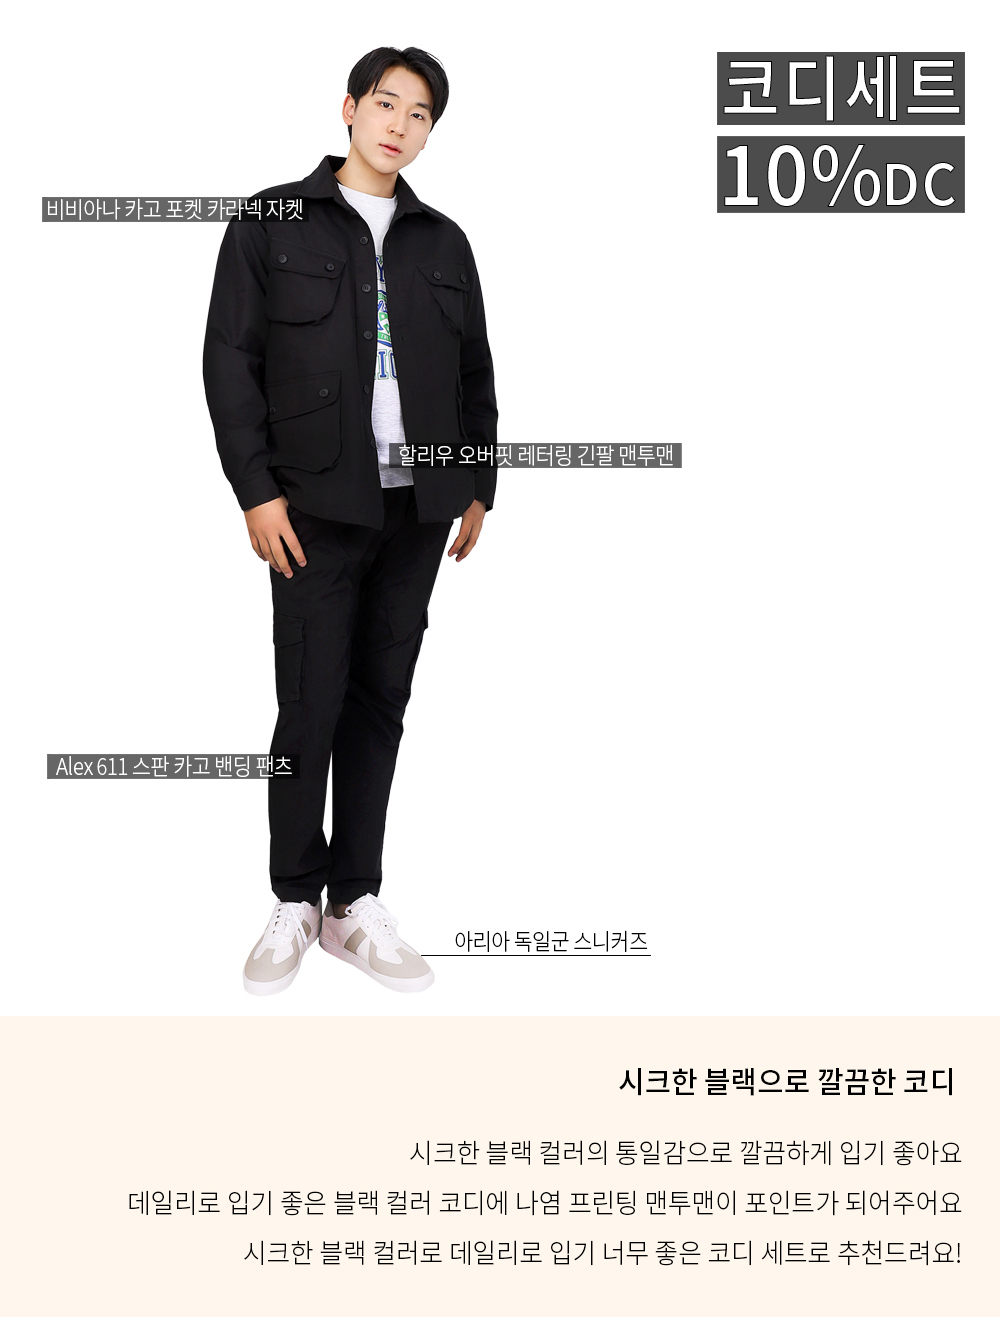 코디세트
10%DC
비비아나 카고 포켓 카라넥 자켓
할리우 오버핏 레터링 긴팔 맨투맨
Alex 611 스판 카고 밴딩 팬츠
아리아 독일군 스니커즈
시크한 블랙으로 깔끔한 코디
시크한 블랙 컬러의 통일감으로 깔끔하게 입기 좋아요
데일리로 입기 좋은 블랙 컬러 코디에 나염 프린팅 맨투맨이 포인트가 되어주어요
시크한 블랙 컬러로 데일리로 입기 너무 좋은 코디 세트로 추천드려요!